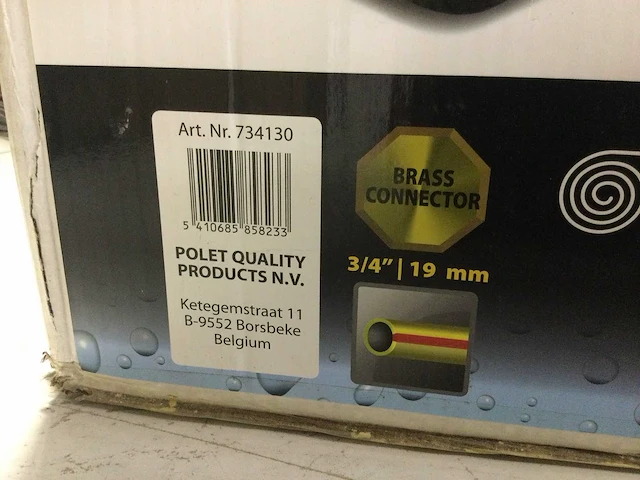 Art. Nr. 734130
5 410685 858233
POLET QUALITY
PRODUCTS N.V.
Ketegemstraat 11
B-9552 Borsbeke
Belgium
BRASS
CONNECTOR
3/4” | 19 mm